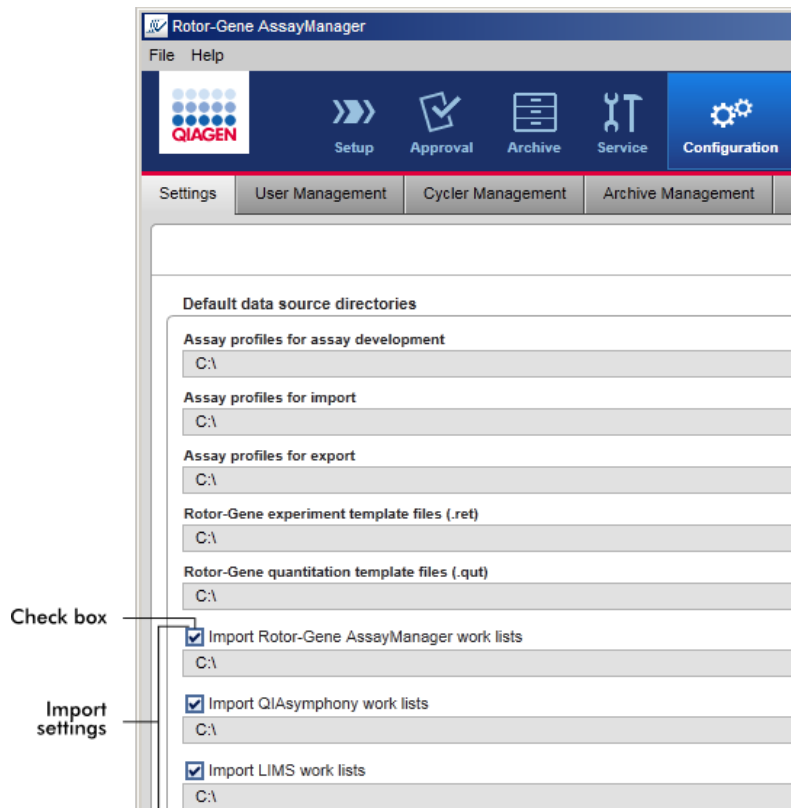 Rotor-Gene AssayManager
File Help
QIAGEN
Setup Approval Archive Service Configuration
Settings User Management Cycler Management Archive Management
Default data source directories
Assay profiles for assay development
C:\
Assay profiles for import
C:\
Assay profiles for export
C:\
Rotor-Gene experiment template files (.ret)
C:\
Rotor-Gene quantitation template files (.qut)
C:\
Check box
Import Rotor-Gene AssayManager work lists
C:\
Import QIAsymphony work lists
Import
settings
C:\
Import LIMS work lists
C:\